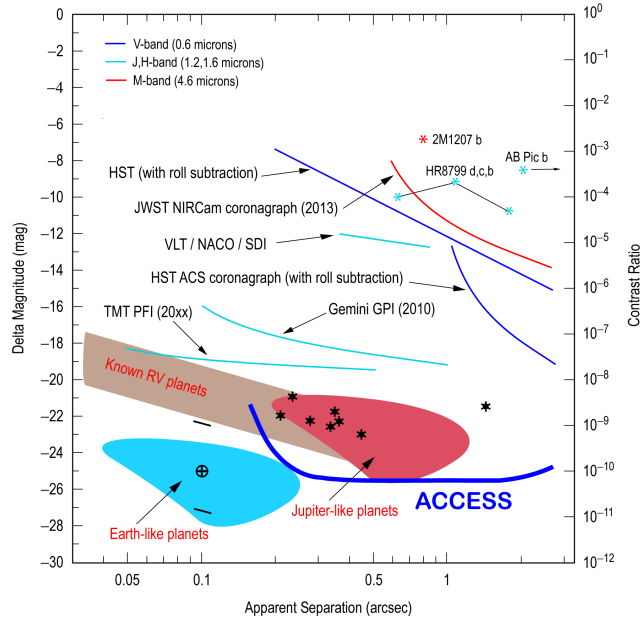 V-band (0.6 microns)
J,H-band (1.2,1.6 microns)
M-band (4.6 microns)
2M1207 b
AB Pic b
HR8799 d,c,b
HST (with roll subtraction)
JWST NIRCam coronagraph (2013)
VLT / NACO / SDI
HST ACS coronagraph (with roll subtraction)
TMT PFI (20xx)
Gemini GPI (2010)
Known RV planets
ACCESS
Jupiter-like planets
Earth-like planets
Delta Magnitude (mag)
0
−2
−4
−6
−8
−10
−12
−14
−16
−18
−20
−22
−24
−26
−28
−30
Contrast Ratio
10⁰
10⁻¹
10⁻²
10⁻³
10⁻⁴
10⁻⁵
10⁻⁶
10⁻⁷
10⁻⁸
10⁻⁹
10⁻¹⁰
10⁻¹¹
10⁻¹²
0.05 0.1 0.5 1
Apparent Separation (arcsec)